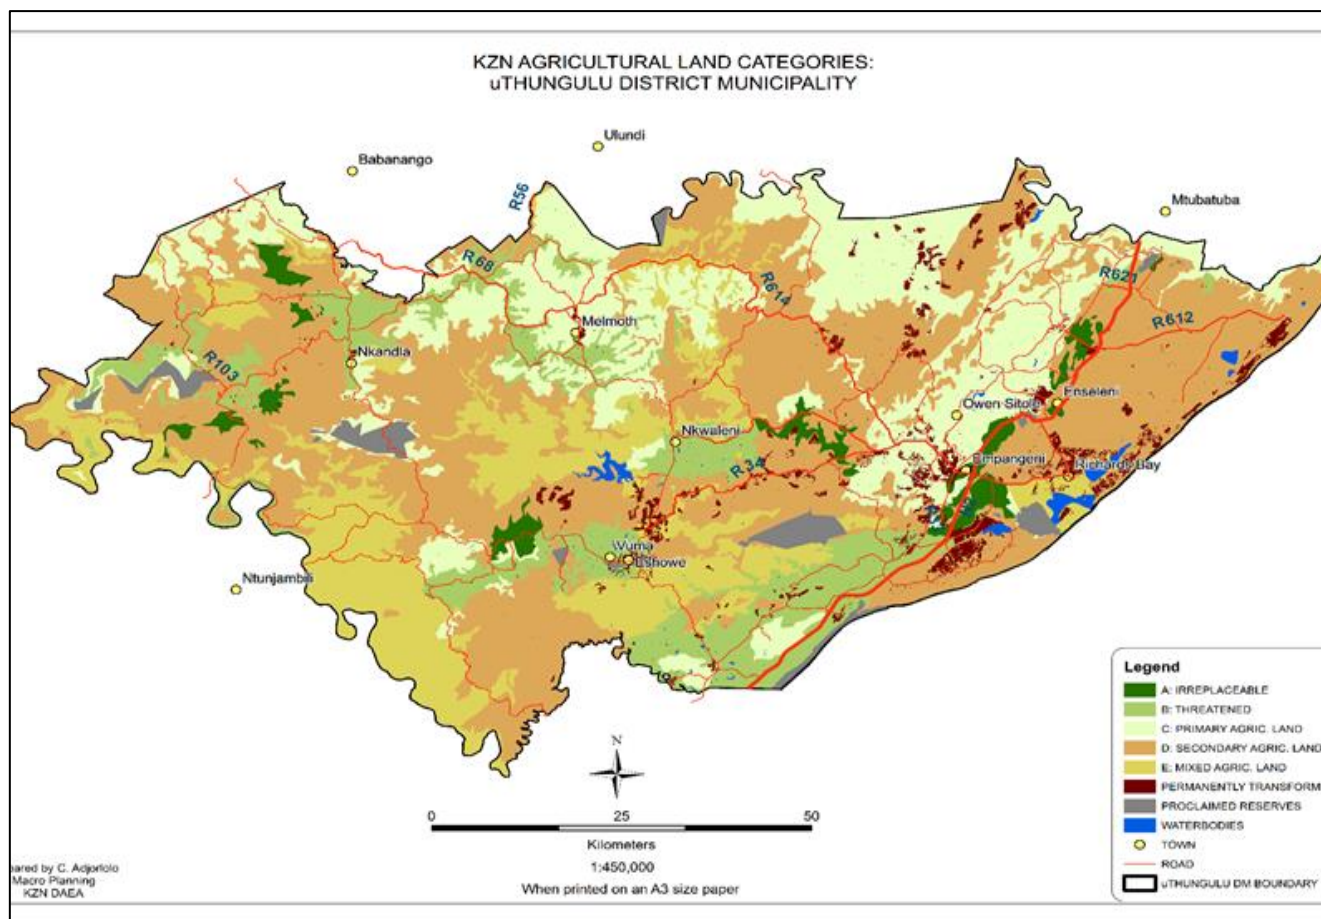 KZN AGRICULTURAL LAND CATEGORIES:
uTHUNGULU DISTRICT MUNICIPALITY
Ulundi
Babanango
Mtubatuba
R56
R68
R614
R621
R612
Melmoth
Nkandla
R103
Enseleni
Owen Sitole
Nkwaleni
R34
Empangeni
Richards Bay
Vuma
Eshowe
Ntunjambili
N
0 25 50
Kilometers
1:450,000
When printed on an A3 size paper
ared by C. Adjorlolo
Macro Planning
KZN DAEA
Legend
A: IRREPLACEABLE
B: THREATENED
C: PRIMARY AGRIC. LAND
D: SECONDARY AGRIC. LAND
E: MIXED AGRIC. LAND
PERMANENTLY TRANSFORM
PROCLAIMED RESERVES
WATERBODIES
TOWN
ROAD
uTHUNGULU DM BOUNDARY